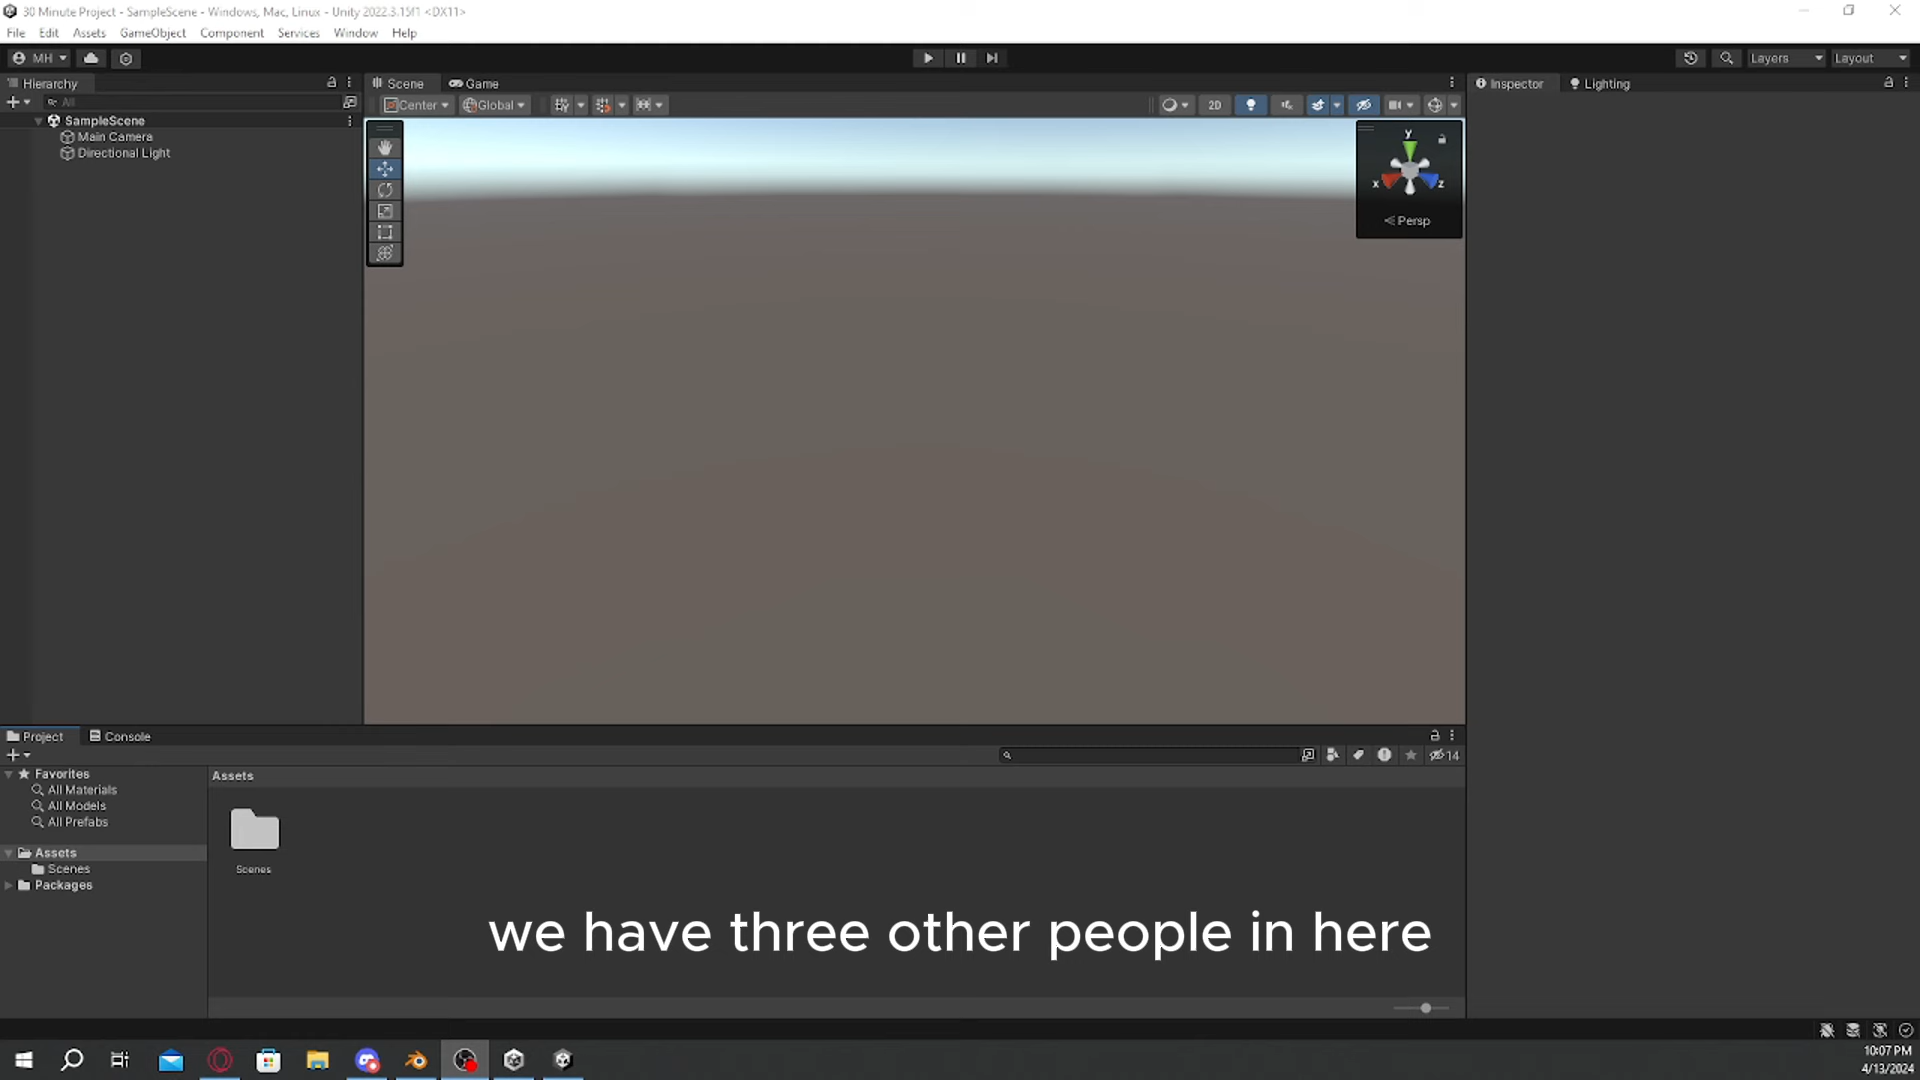 30 Minute Project - SampleScene - Windows, Mac, Linux - Unity 2022.3.15f1 <DX11>
File Edit Assets GameObject Component Services Window Help
MH
Layers
Layout
Hierarchy
All
SampleScene
Main Camera
Directional Light
Scene
Game
Center
Global
2D
y
x
z
Persp
Inspector
Lighting
Project
Console
14
Favorites
All Materials
All Models
All Prefabs
Assets
Scenes
Packages
Assets
Scenes
we have three other people in here
10:07 PM
4/13/2024